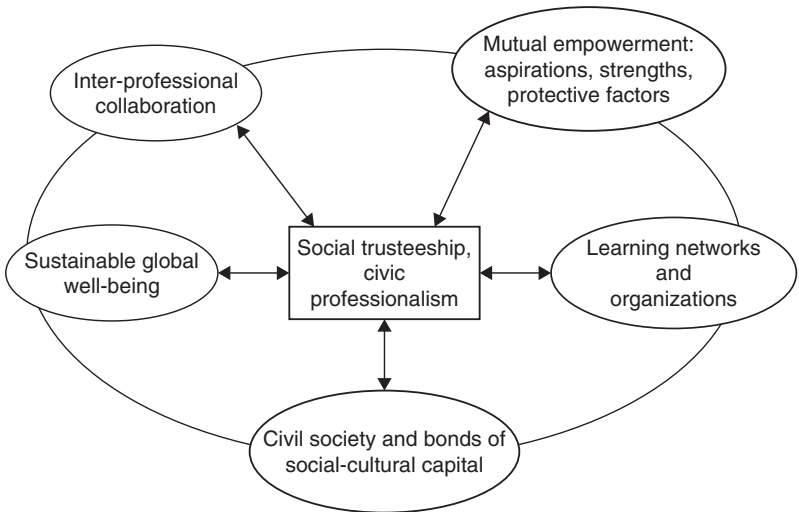 Inter-professional
collaboration
Mutual empowerment:
aspirations, strengths,
protective factors
Sustainable global
well-being
Social trusteeship,
civic
professionalism
Learning networks
and
organizations
Civil society and bonds of
social-cultural capital